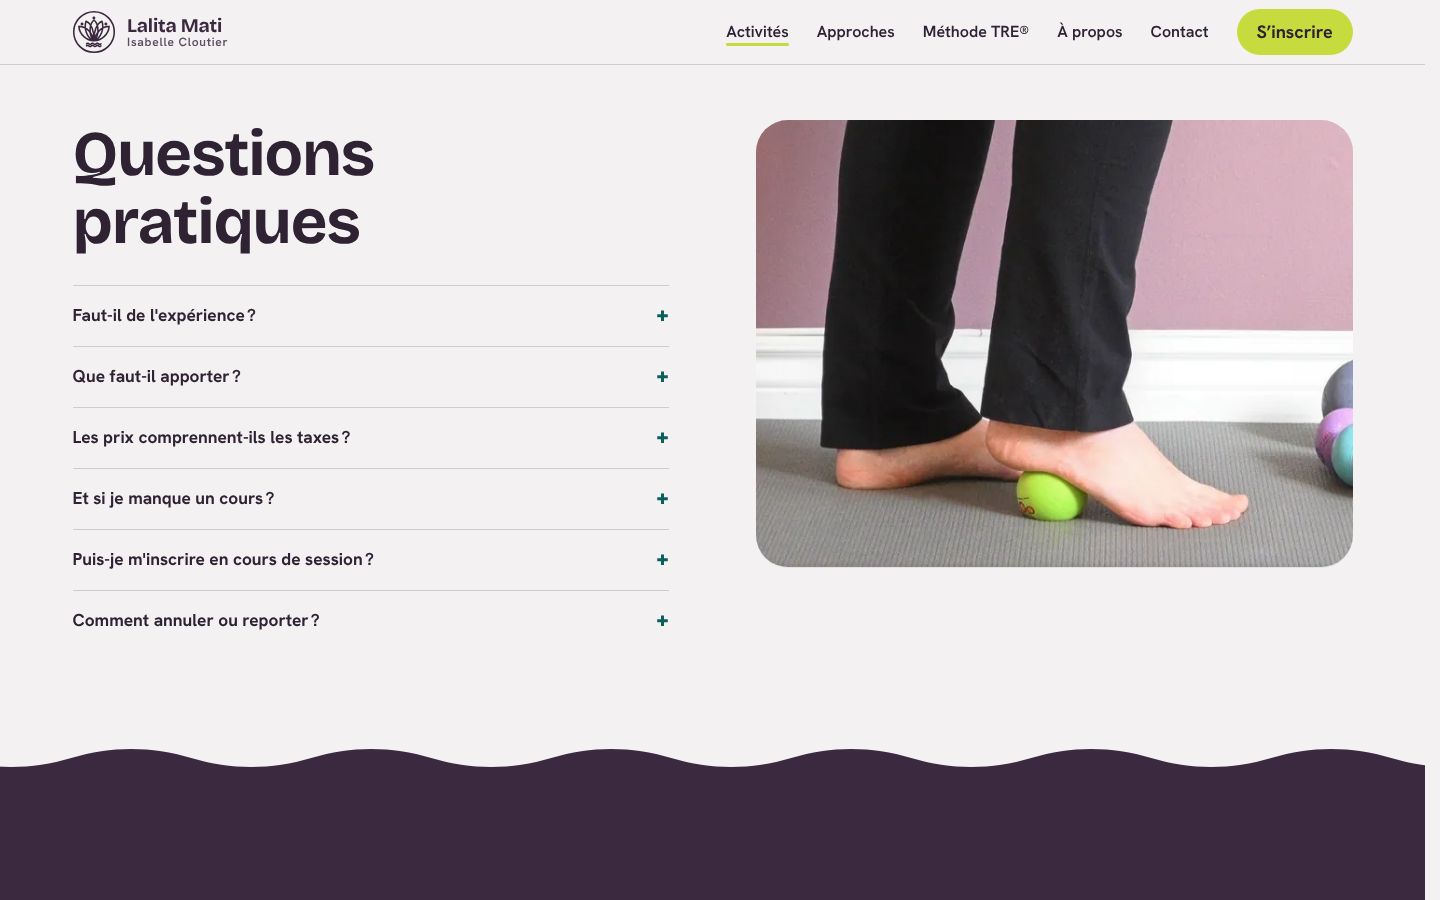 Lalita Mati
Isabelle Cloutier
Activités
Approches
Méthode TRE®
À propos
Contact
S’inscrire
Questions
pratiques
Faut-il de l'expérience ?
+
Que faut-il apporter ?
+
Les prix comprennent-ils les taxes ?
+
Et si je manque un cours ?
+
Puis-je m'inscrire en cours de session ?
+
Comment annuler ou reporter ?
+